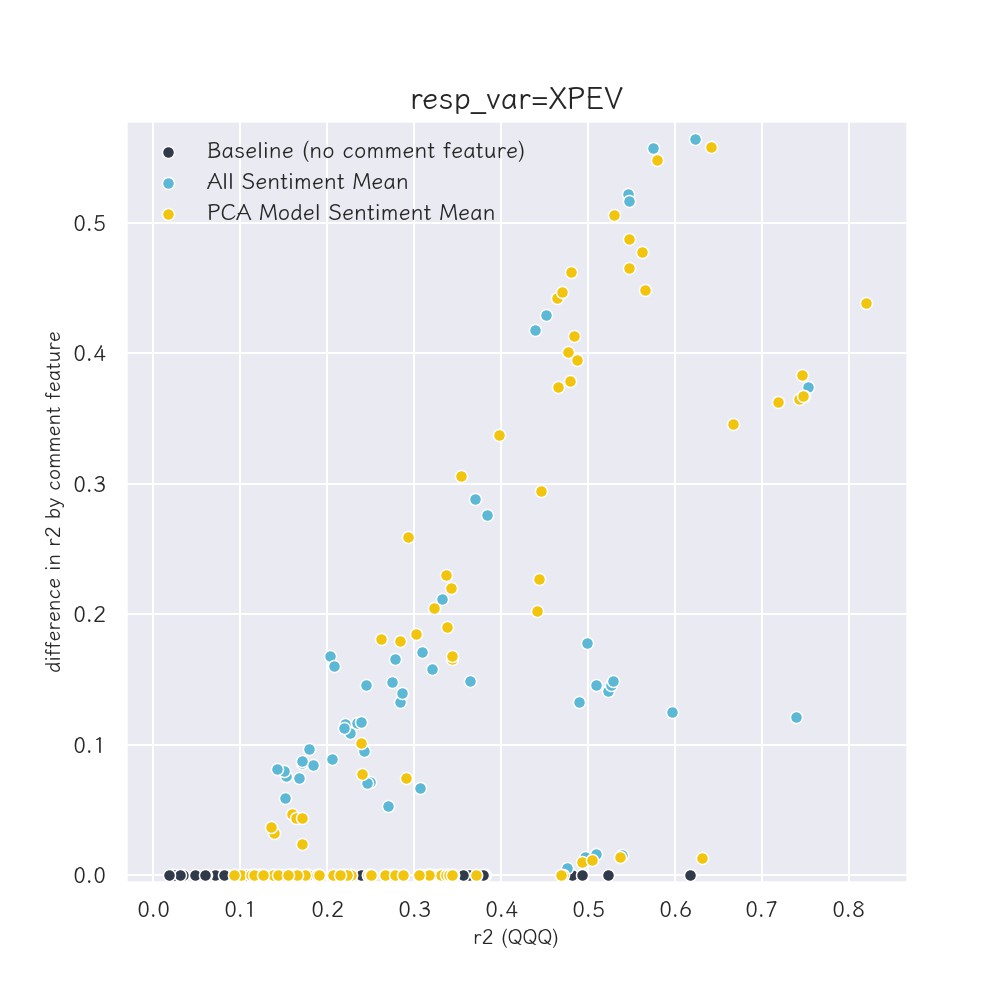 resp_var=XPEV
Baseline (no comment feature)
All Sentiment Mean
PCA Model Sentiment Mean
difference in r2 by comment feature
0.5
0.4
0.3
0.2
0.1
0.0
0.0 0.1 0.2 0.3 0.4 0.5 0.6 0.7 0.8
r2 (QQQ)